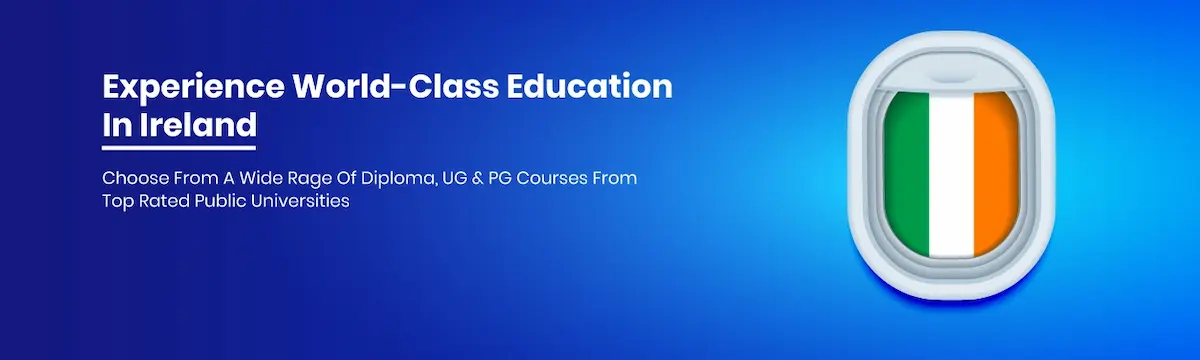 Experience World-Class Education
In Ireland
Choose From A Wide Rage Of Diploma, UG & PG Courses From
Top Rated Public Universities